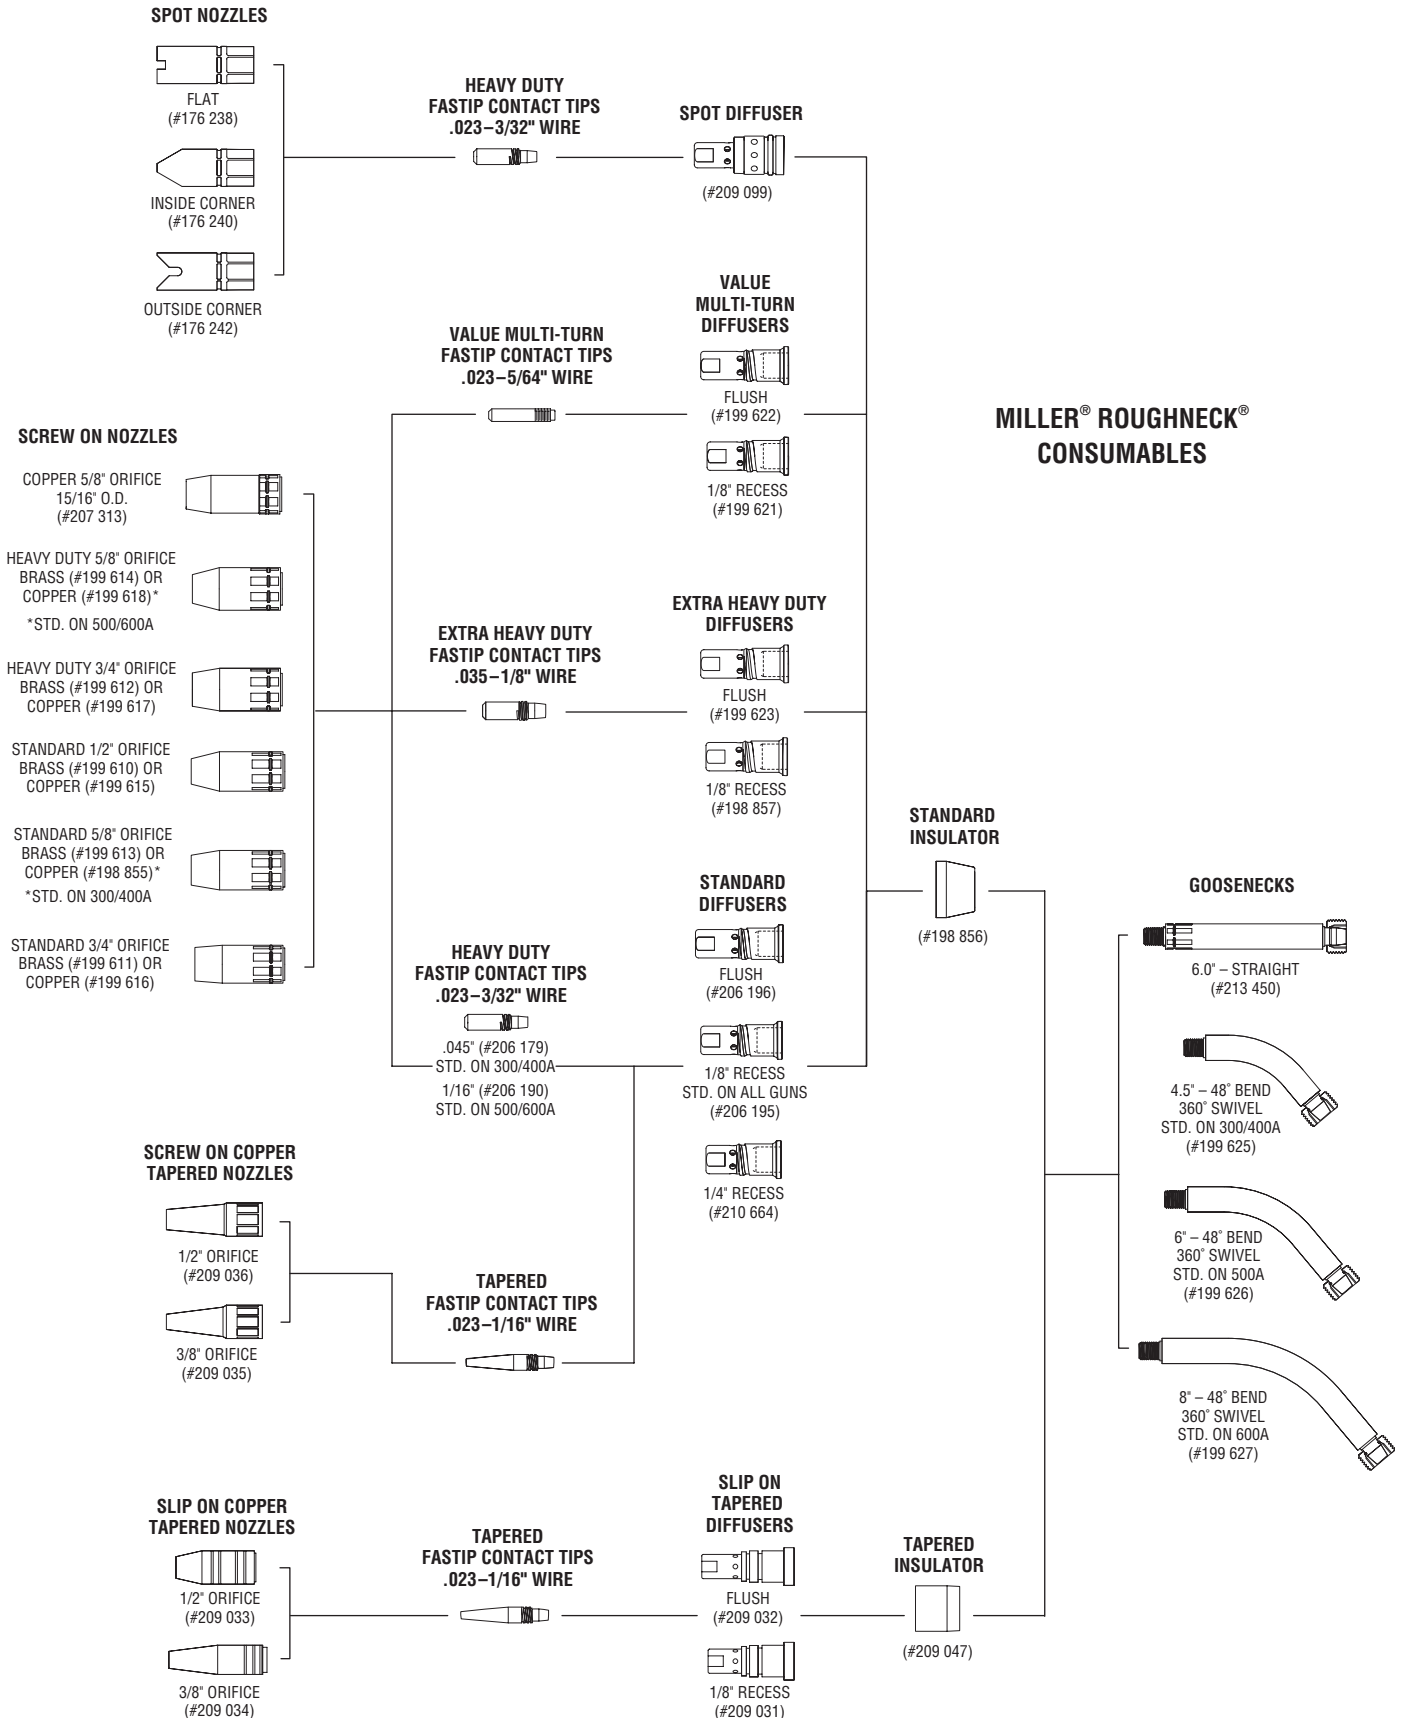 SPOT NOZZLES
FLAT
(#176 238)
INSIDE CORNER
(#176 240)
OUTSIDE CORNER
(#176 242)
HEAVY DUTY
FASTIP CONTACT TIPS
.023–3/32" WIRE
SPOT DIFFUSER
(#209 099)
VALUE
MULTI-TURN
DIFFUSERS
FLUSH
(#199 622)
1/8" RECESS
(#199 621)
VALUE MULTI-TURN
FASTIP CONTACT TIPS
.023–5/64" WIRE
MILLER® ROUGHNECK®
CONSUMABLES
SCREW ON NOZZLES
COPPER 5/8" ORIFICE
15/16" O.D.
(#207 313)
HEAVY DUTY 5/8" ORIFICE
BRASS (#199 614) OR
COPPER (#199 618)*
*STD. ON 500/600A
HEAVY DUTY 3/4" ORIFICE
BRASS (#199 612) OR
COPPER (#199 617)
STANDARD 1/2" ORIFICE
BRASS (#199 610) OR
COPPER (#199 615)
STANDARD 5/8" ORIFICE
BRASS (#199 613) OR
COPPER (#198 855)*
*STD. ON 300/400A
STANDARD 3/4" ORIFICE
BRASS (#199 611) OR
COPPER (#199 616)
EXTRA HEAVY DUTY
FASTIP CONTACT TIPS
.035–1/8" WIRE
EXTRA HEAVY DUTY
DIFFUSERS
FLUSH
(#199 623)
1/8" RECESS
(#198 857)
HEAVY DUTY
FASTIP CONTACT TIPS
.023–3/32" WIRE
.045" (#206 179)
STD. ON 300/400A
1/16" (#206 190)
STD. ON 500/600A
STANDARD
DIFFUSERS
FLUSH
(#206 196)
1/8" RECESS
STD. ON ALL GUNS
(#206 195)
1/4" RECESS
(#210 664)
STANDARD
INSULATOR
(#198 856)
GOOSENECKS
6.0" – STRAIGHT
(#213 450)
4.5" – 48° BEND
360° SWIVEL
STD. ON 300/400A
(#199 625)
6" – 48° BEND
360° SWIVEL
STD. ON 500A
(#199 626)
8" – 48° BEND
360° SWIVEL
STD. ON 600A
(#199 627)
SCREW ON COPPER
TAPERED NOZZLES
1/2" ORIFICE
(#209 036)
3/8" ORIFICE
(#209 035)
TAPERED
FASTIP CONTACT TIPS
.023–1/16" WIRE
SLIP ON COPPER
TAPERED NOZZLES
1/2" ORIFICE
(#209 033)
3/8" ORIFICE
(#209 034)
TAPERED
FASTIP CONTACT TIPS
.023–1/16" WIRE
SLIP ON
TAPERED
DIFFUSERS
FLUSH
(#209 032)
1/8" RECESS
(#209 031)
TAPERED
INSULATOR
(#209 047)